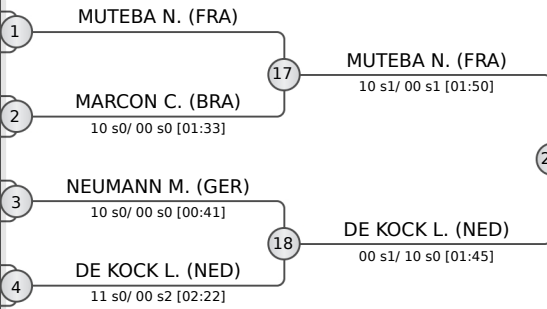 MUTEBA N. (FRA)
1
17
MUTEBA N. (FRA)
10 s1/ 00 s1 [01:50]
MARCON C. (BRA)
2
10 s0/ 00 s0 [01:33]
2
NEUMANN M. (GER)
3
10 s0/ 00 s0 [00:41]
18
DE KOCK L. (NED)
00 s1/ 10 s0 [01:45]
DE KOCK L. (NED)
4
11 s0/ 00 s2 [02:22]